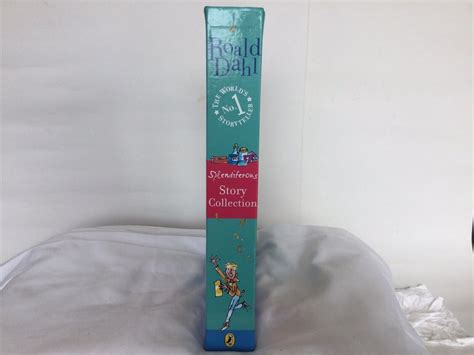 Roald
Dahl
THE WORLD'S
No. 1
STORYTELLER
Splendiferous
Story
Collection